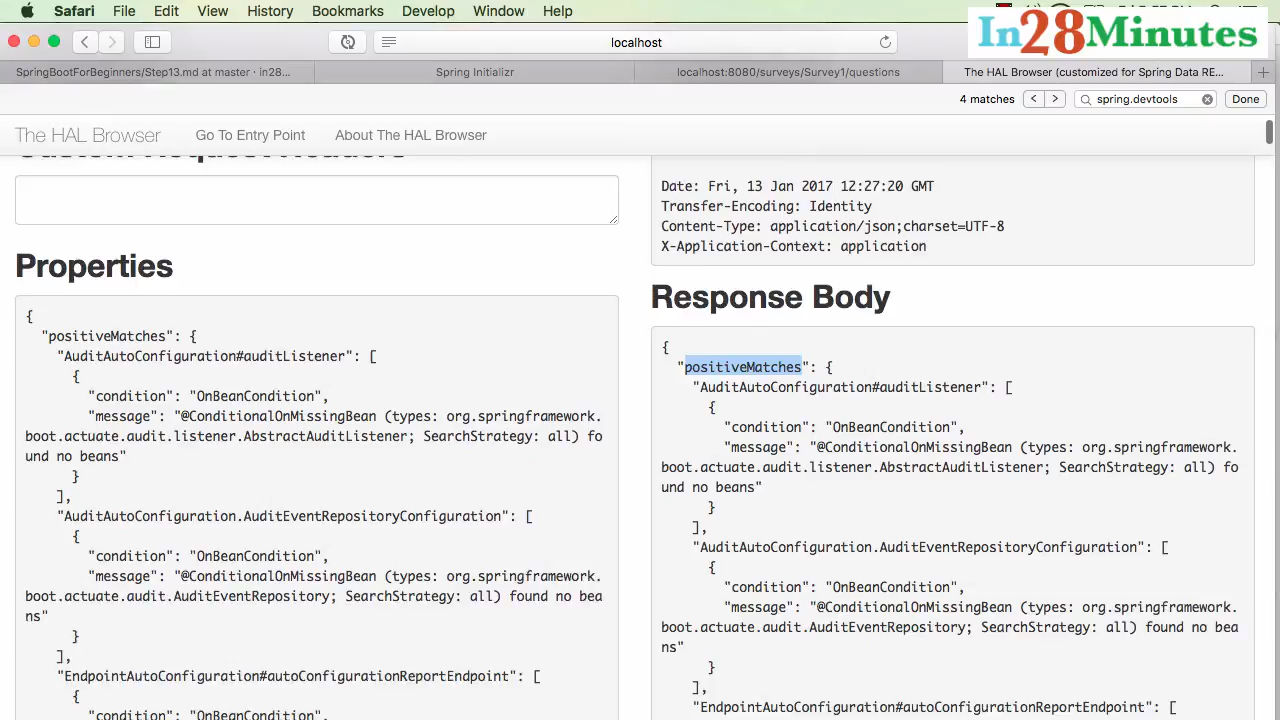 Safari File Edit View History Bookmarks Develop Window Help
In28Minutes
localhost
SpringBootForBeginners/Step13.md at master · in28...
Spring Initializr
localhost:8080/surveys/Survey1/questions
The HAL Browser (customized for Spring Data RE...
4 matches
spring.devtools
Done
The HAL Browser
Go To Entry Point
About The HAL Browser
Properties
{
"positiveMatches": {
"AuditAutoConfiguration#auditListener": [
{
"condition": "OnBeanCondition",
"message": "@ConditionalOnMissingBean (types: org.springframework.
boot.actuate.audit.listener.AbstractAuditListener; SearchStrategy: all) fo
und no beans"
}
],
"AuditAutoConfiguration.AuditEventRepositoryConfiguration": [
{
"condition": "OnBeanCondition",
"message": "@ConditionalOnMissingBean (types: org.springframework.
boot.actuate.audit.AuditEventRepository; SearchStrategy: all) found no bea
ns"
}
],
"EndpointAutoConfiguration#autoConfigurationReportEndpoint": [
{
"condition": "OnBeanCondition",
Date: Fri, 13 Jan 2017 12:27:20 GMT
Transfer-Encoding: Identity
Content-Type: application/json;charset=UTF-8
X-Application-Context: application
Response Body
{
"positiveMatches": {
"AuditAutoConfiguration#auditListener": [
{
"condition": "OnBeanCondition",
"message": "@ConditionalOnMissingBean (types: org.springframework.
boot.actuate.audit.listener.AbstractAuditListener; SearchStrategy: all) fo
und no beans"
}
],
"AuditAutoConfiguration.AuditEventRepositoryConfiguration": [
{
"condition": "OnBeanCondition",
"message": "@ConditionalOnMissingBean (types: org.springframework.
boot.actuate.audit.AuditEventRepository; SearchStrategy: all) found no bea
ns"
}
],
"EndpointAutoConfiguration#autoConfigurationReportEndpoint": [